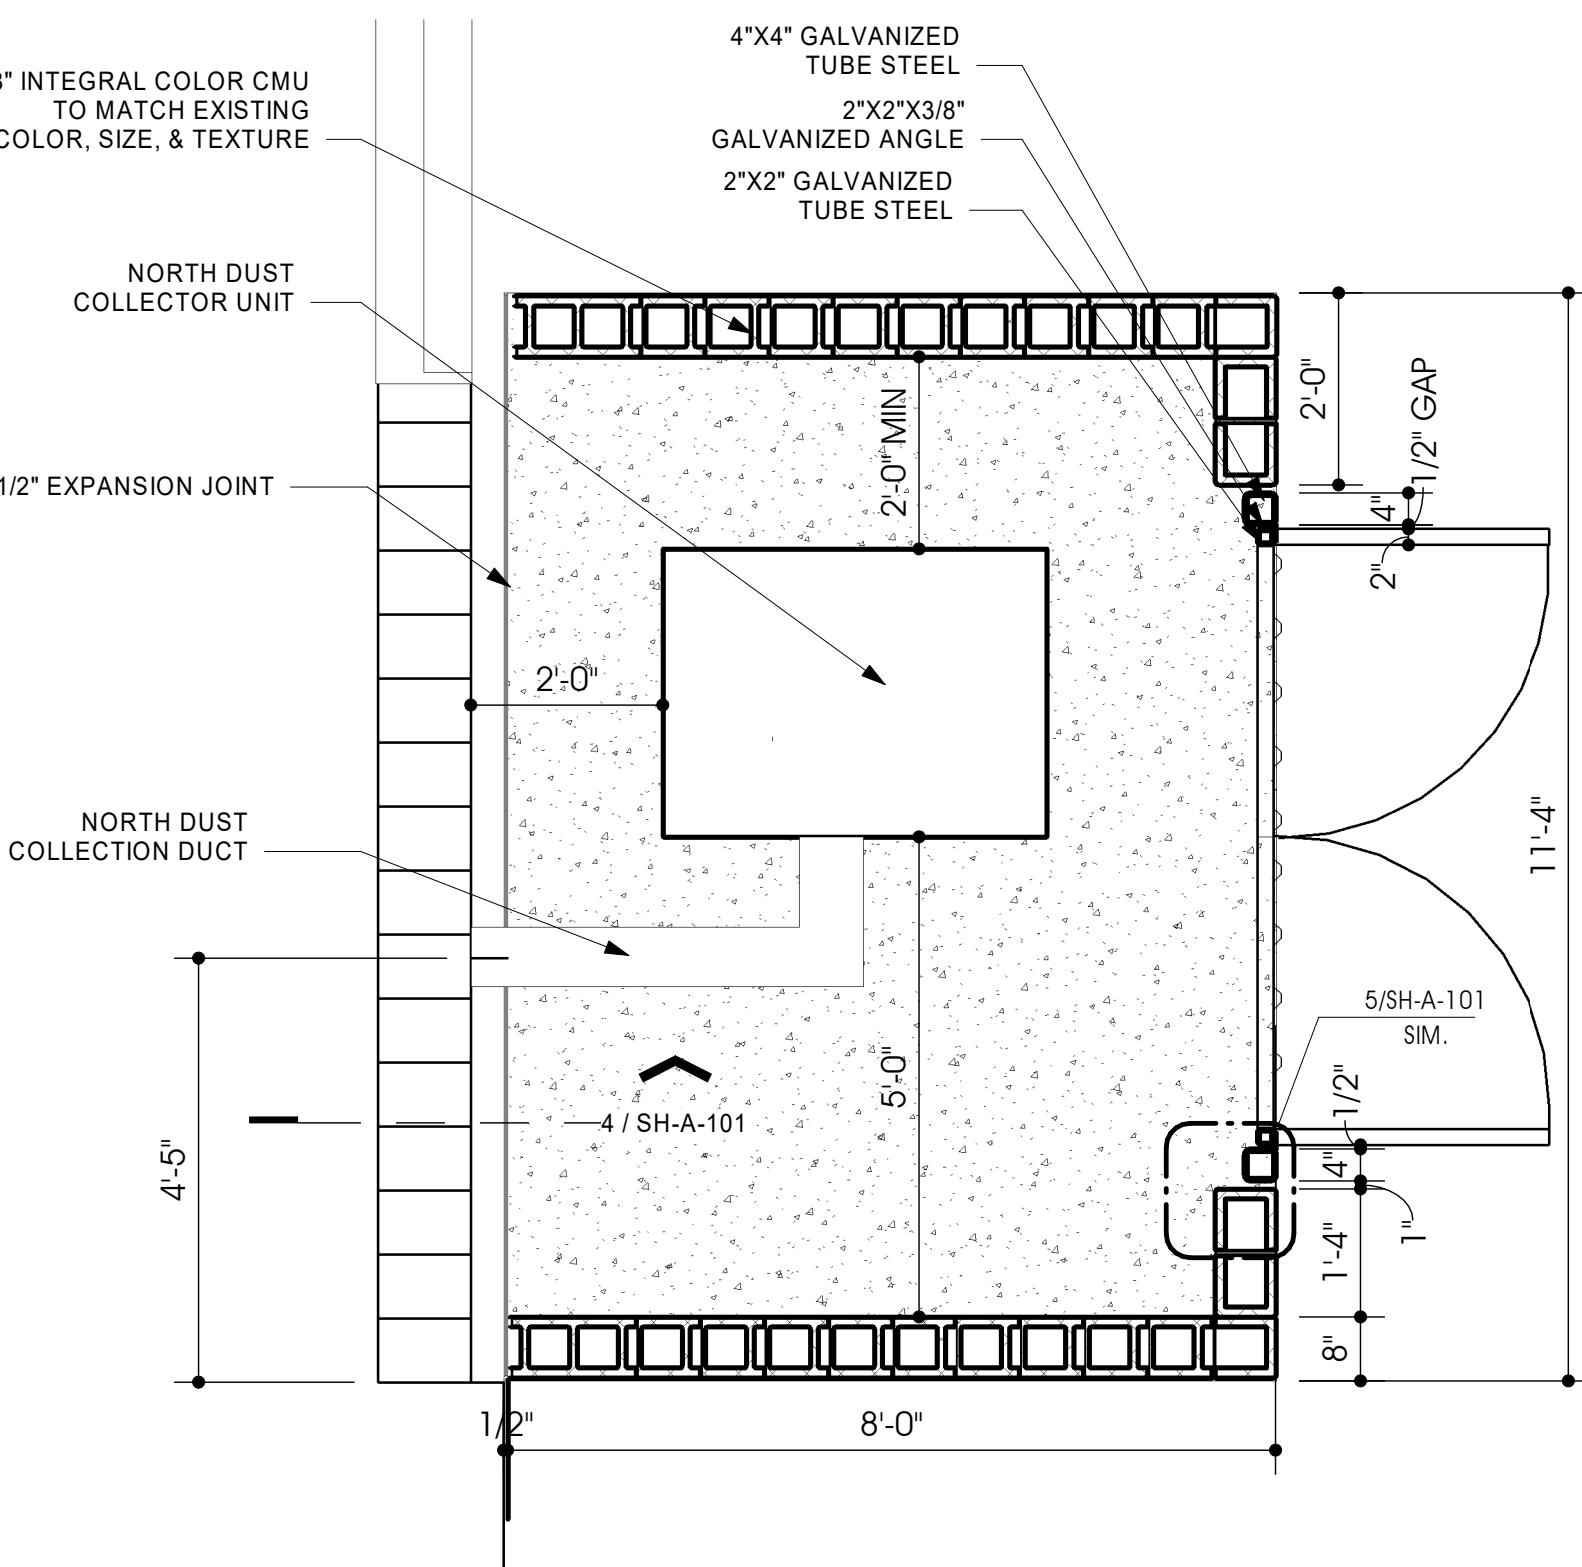 4"X4" GALVANIZED
TUBE STEEL
8" INTEGRAL COLOR CMU
TO MATCH EXISTING
COLOR, SIZE, & TEXTURE
2"X2"X3/8"
GALVANIZED ANGLE
2"X2" GALVANIZED
TUBE STEEL
NORTH DUST
COLLECTOR UNIT
2'-0"
1/2" GAP
2'-0" MIN
1/2" EXPANSION JOINT
4"
2"
2'-0"
NORTH DUST
COLLECTION DUCT
11'-4"
5/SH-A-101
SIM.
5'-0"
1/2"
4 / SH-A-101
4'-5"
4"
1"
1'-4"
8"
1/2"
8'-0"